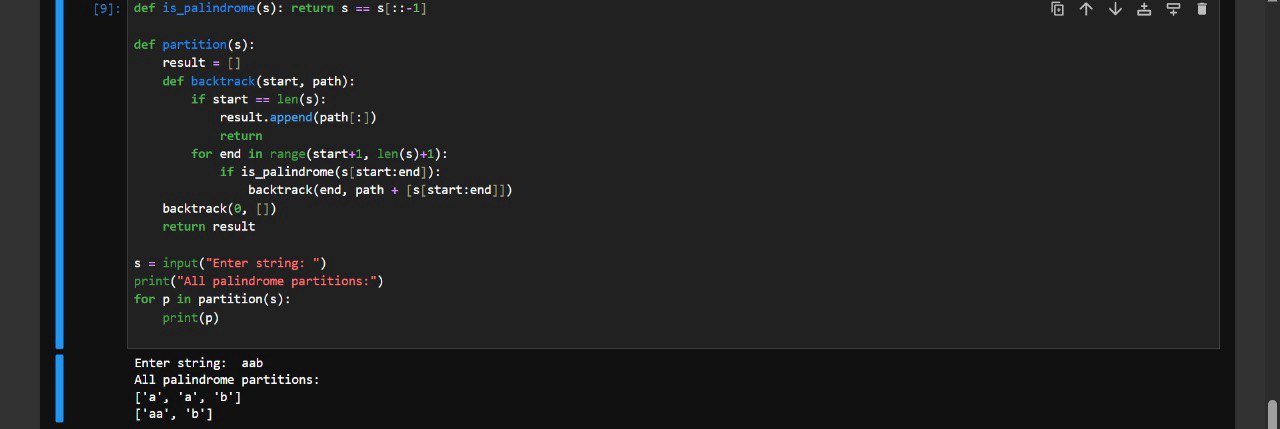 [9]: def is_palindrome(s): return s == s[::-1]

def partition(s):
    result = []
    def backtrack(start, path):
        if start == len(s):
            result.append(path[:])
            return
        for end in range(start+1, len(s)+1):
            if is_palindrome(s[start:end]):
                backtrack(end, path + [s[start:end]])
    backtrack(0, [])
    return result

s = input("Enter string: ")
print("All palindrome partitions:")
for p in partition(s):
    print(p)

Enter string:  aab
All palindrome partitions:
['a', 'a', 'b']
['aa', 'b']